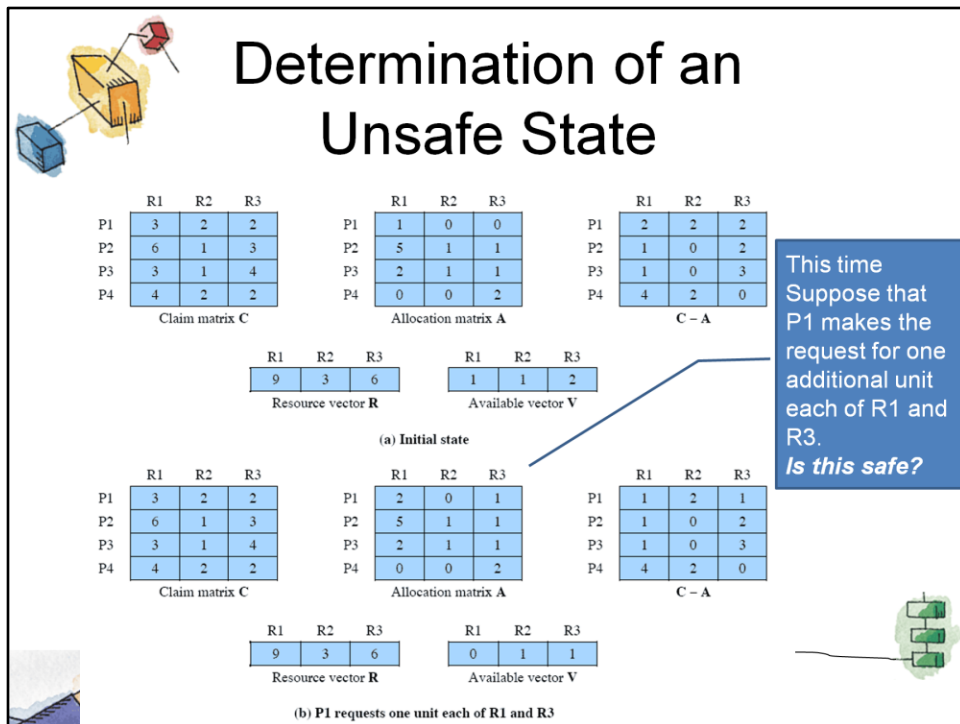 Determination of an
Unsafe State
R1 R2 R3
P1 3 2 2
P2 6 1 3
P3 3 1 4
P4 4 2 2
Claim matrix C
R1 R2 R3
P1 1 0 0
P2 5 1 1
P3 2 1 1
P4 0 0 2
Allocation matrix A
R1 R2 R3
P1 2 2 2
P2 1 0 2
P3 1 0 3
P4 4 2 0
C – A
R1 R2 R3
9 3 6
Resource vector R
R1 R2 R3
1 1 2
Available vector V
(a) Initial state
This time
Suppose that
P1 makes the
request for one
additional unit
each of R1 and
R3.
Is this safe?
R1 R2 R3
P1 3 2 2
P2 6 1 3
P3 3 1 4
P4 4 2 2
Claim matrix C
R1 R2 R3
P1 2 0 1
P2 5 1 1
P3 2 1 1
P4 0 0 2
Allocation matrix A
R1 R2 R3
P1 1 2 1
P2 1 0 2
P3 1 0 3
P4 4 2 0
C – A
R1 R2 R3
9 3 6
Resource vector R
R1 R2 R3
0 1 1
Available vector V
(b) P1 requests one unit each of R1 and R3